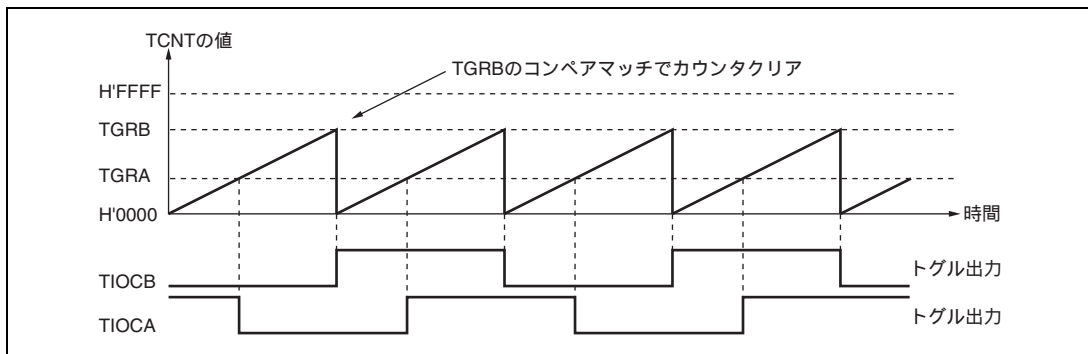 TCNTの値
TGRBのコンペアマッチでカウンタクリア
H'FFFF
TGRB
TGRA
H'0000
時間
TIOCB
トグル出力
TIOCA
トグル出力